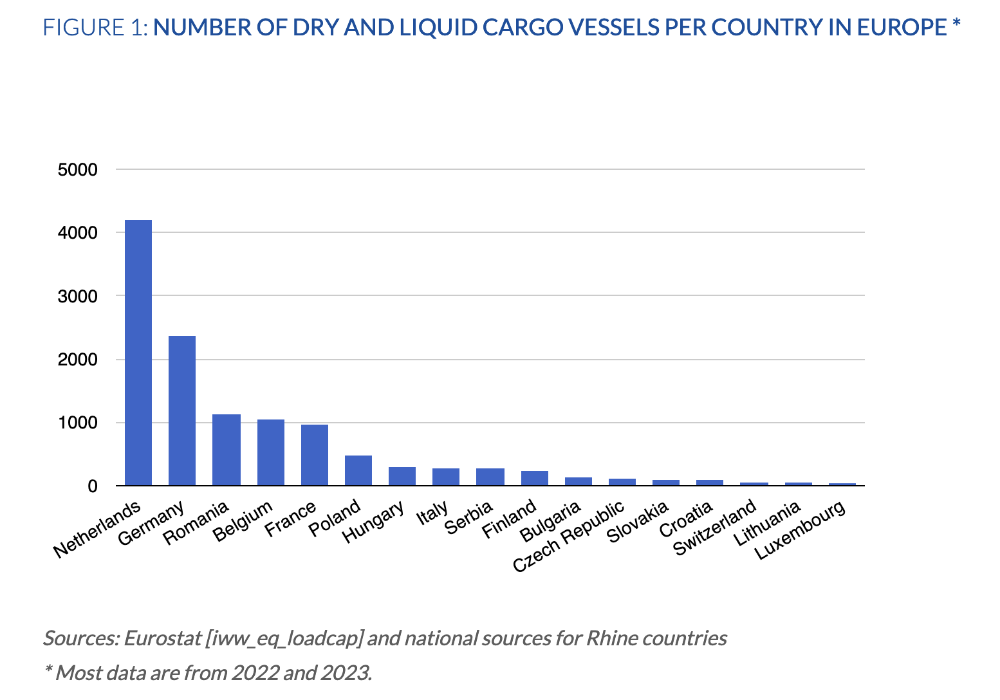 FIGURE 1: NUMBER OF DRY AND LIQUID CARGO VESSELS PER COUNTRY IN EUROPE *
5000
4000
3000
2000
1000
0
Netherlands
Germany
Romania
Belgium
France
Poland
Hungary
Italy
Serbia
Finland
Bulgaria
Czech Republic
Slovakia
Croatia
Switzerland
Lithuania
Luxembourg
Sources: Eurostat [iww_eq_loadcap] and national sources for Rhine countries
* Most data are from 2022 and 2023.